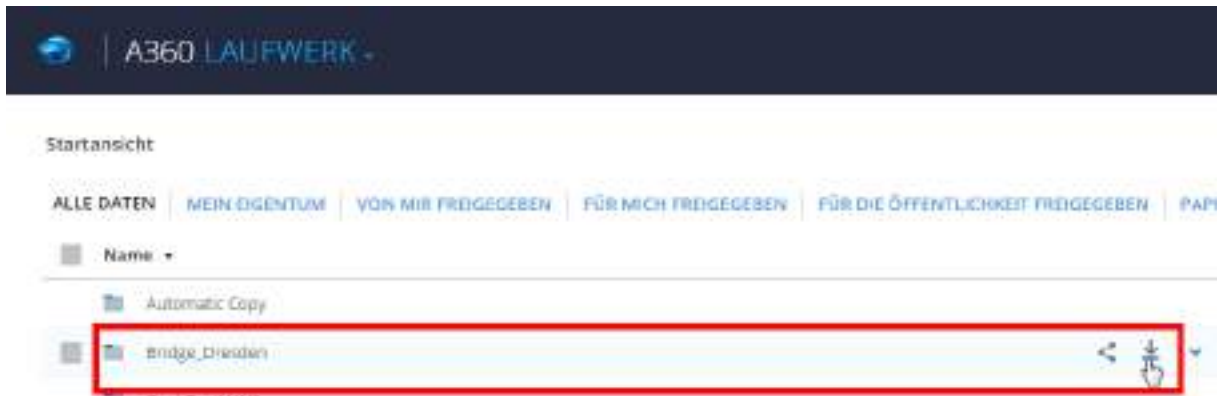 A360 LAUFWERK
Startansicht
ALLE DATEN | MEIN EIGENTUM | VON MIR FREIGEGEBEN | FÜR MICH FREIGEGEBEN | FÜR DIE ÖFFENTLICHKEIT FREIGEGEBEN |
Name
Automatic Copy
Bridge_Dresden